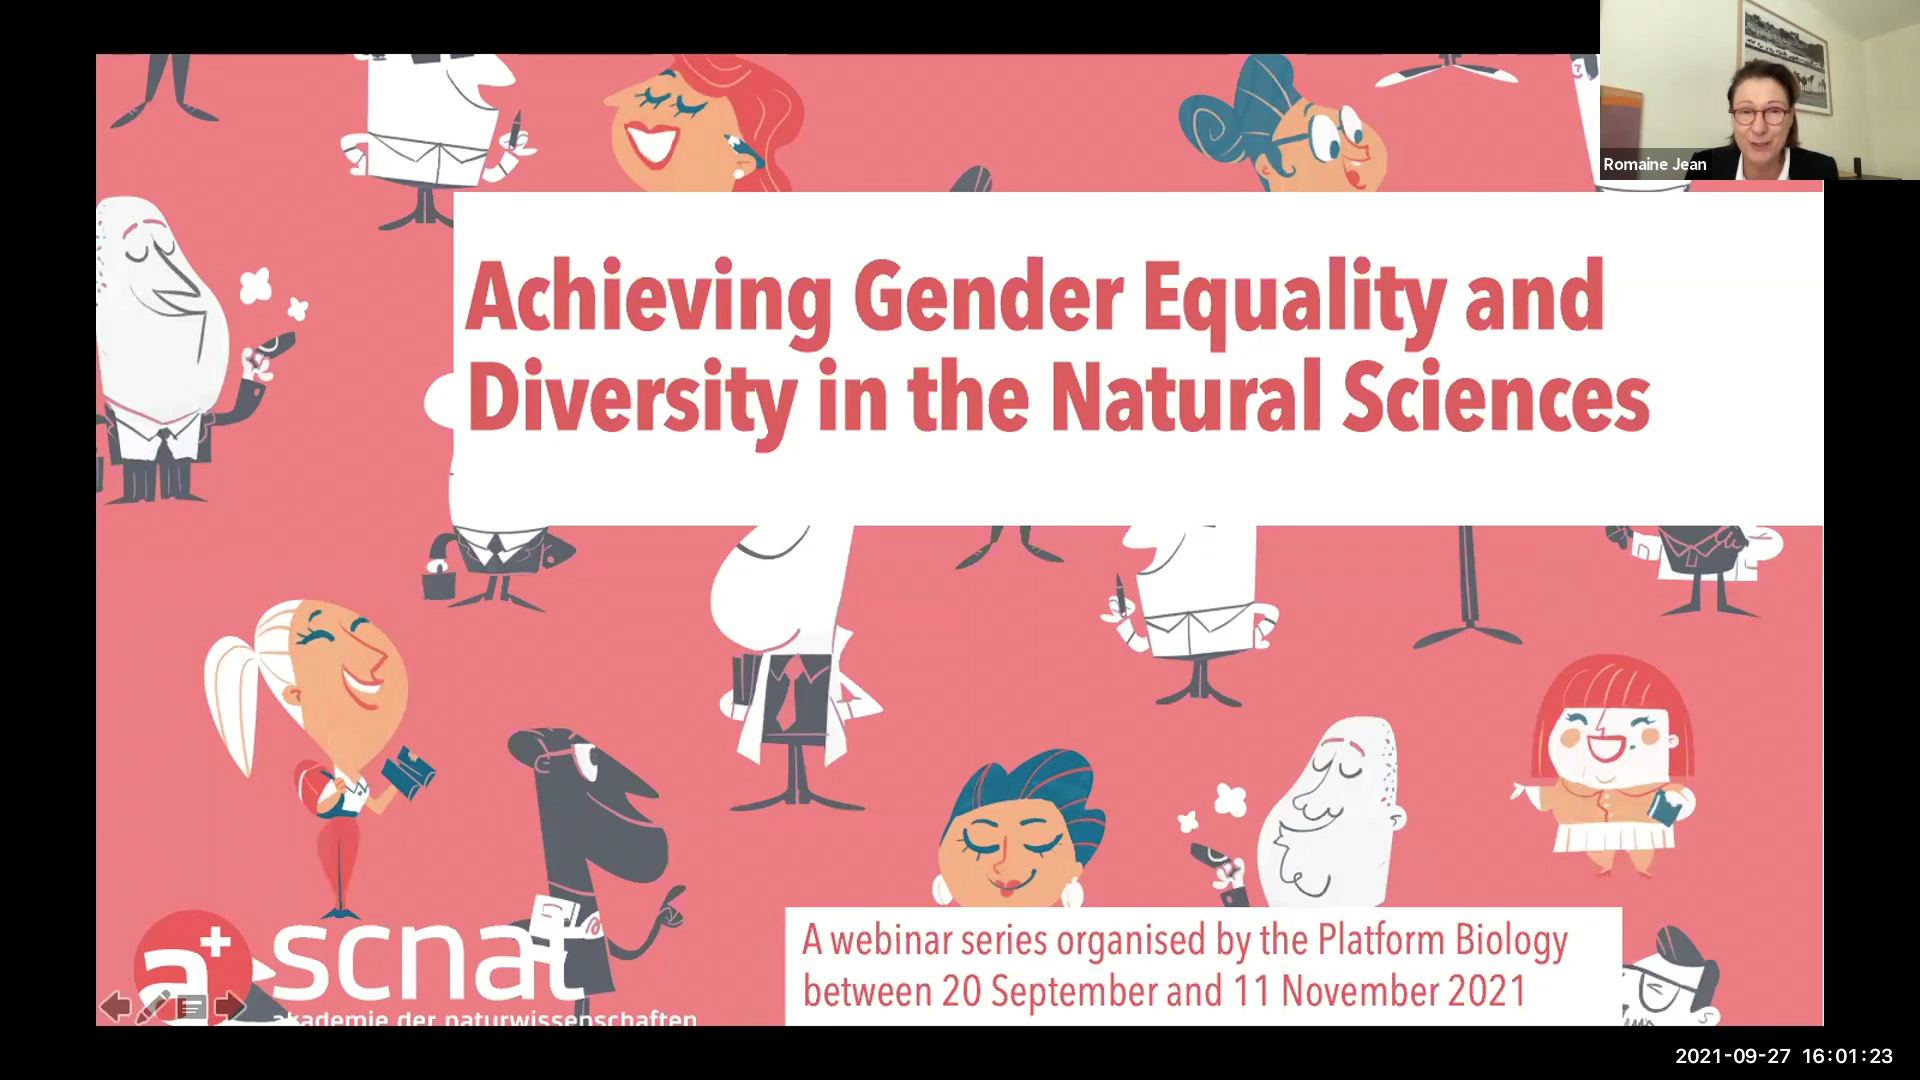 Romaine Jean
Achieving Gender Equality and
Diversity in the Natural Sciences
a+ scnat
akademie der naturwissenschaften
A webinar series organised by the Platform Biology
between 20 September and 11 November 2021
2021-09-27 16:01:23